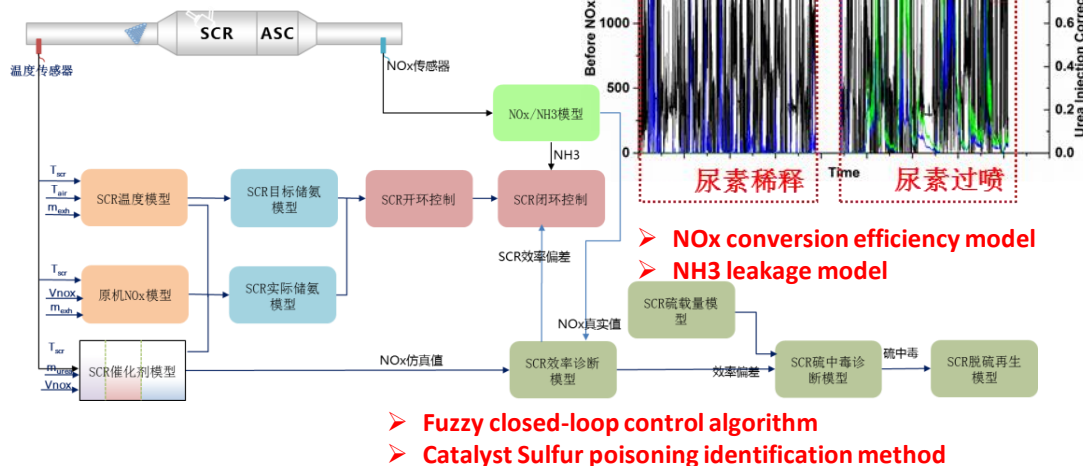 SCR
ASC
温度传感器
NOx传感器
1000
500
0
Before NOx
Time
0.6
0.4
0.2
0.0
尿素稀释
尿素过喷
NOx/NH3模型
NH3
Tscr
Tair
mexh
SCR温度模型
SCR目标储氨
模型
SCR开环控制
SCR闭环控制
NOx conversion efficiency model
NH3 leakage model
SCR效率偏差
Tscr
Vnox
mexh
原机NOx模型
SCR实际储氨
模型
SCR硫载量模
型
NOx真实值
Tscr
Vnox
SCR催化剂模型
NOx仿真值
SCR效率诊断
模型
效率偏差
SCR硫中毒诊
断模型
硫中毒
SCR脱硫再生
模型
Fuzzy closed-loop control algorithm
Catalyst Sulfur poisoning identification method